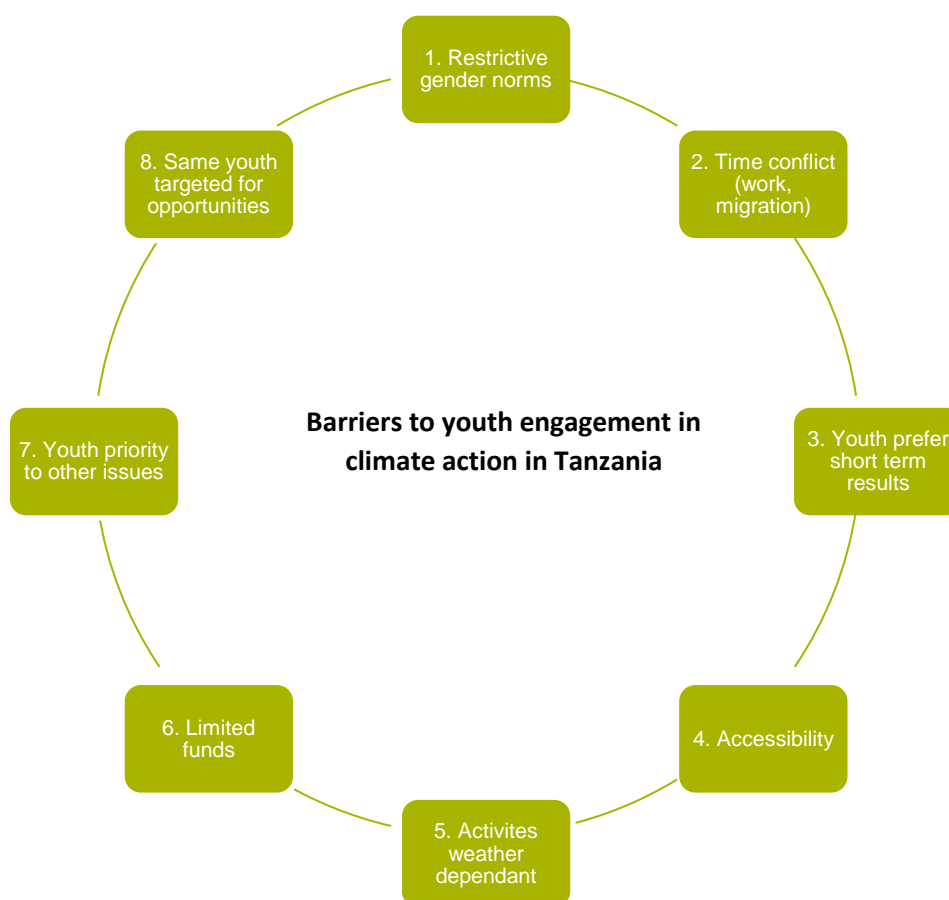 1. Restrictive
gender norms
2. Time conflict
(work,
migration)
3. Youth prefer
short term
results
4. Accessibility
5. Activites
weather
dependant
6. Limited
funds
7. Youth priority
to other issues
8. Same youth
targeted for
opportunities
Barriers to youth engagement in
climate action in Tanzania